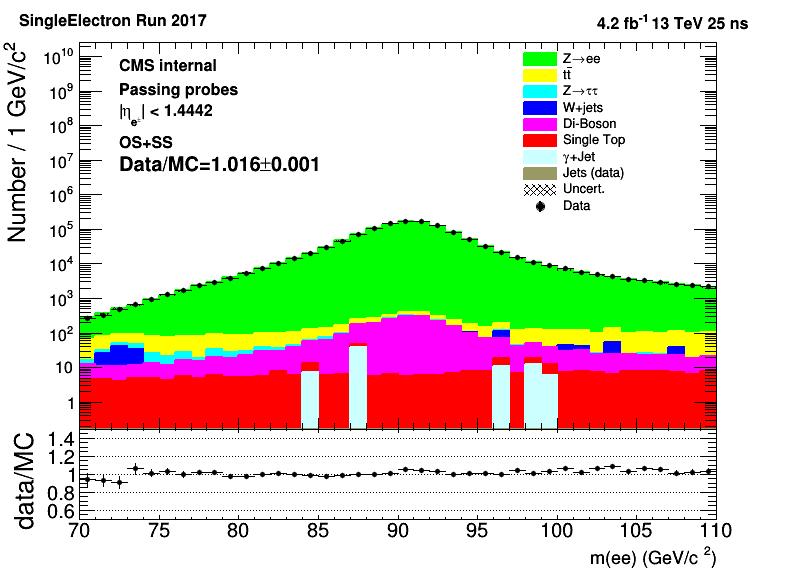 SingleElectron Run 2017
4.2 fb⁻¹ 13 TeV 25 ns
Number / 1 GeV/c²
10¹⁰
10⁹
10⁸
10⁷
10⁶
10⁵
10⁴
10³
10²
10
1
CMS internal
Passing probes
|ηe±| < 1.4442
OS+SS
Data/MC=1.016±0.001
Z→ee
tt̄
Z→ττ
W+jets
Di-Boson
Single Top
γ+Jet
Jets (data)
Uncert.
Data
data/MC
1.4
1.2
1
0.8
0.6
70 75 80 85 90 95 100 105 110
m(ee) (GeV/c ²)